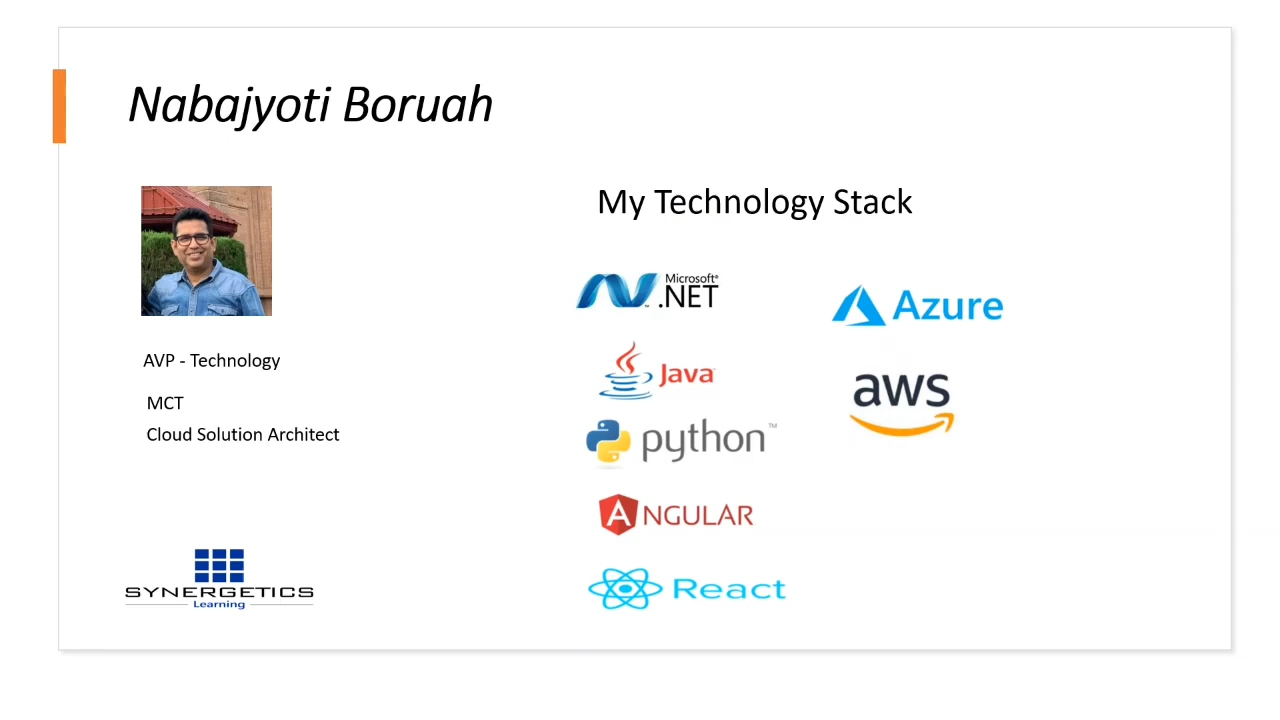 Nabajyoti Boruah
AVP - Technology
MCT
Cloud Solution Architect
SYNERGETICS
Learning
My Technology Stack
Microsoft®
.NET
Java
python™
ANGULAR
React
Azure
aws